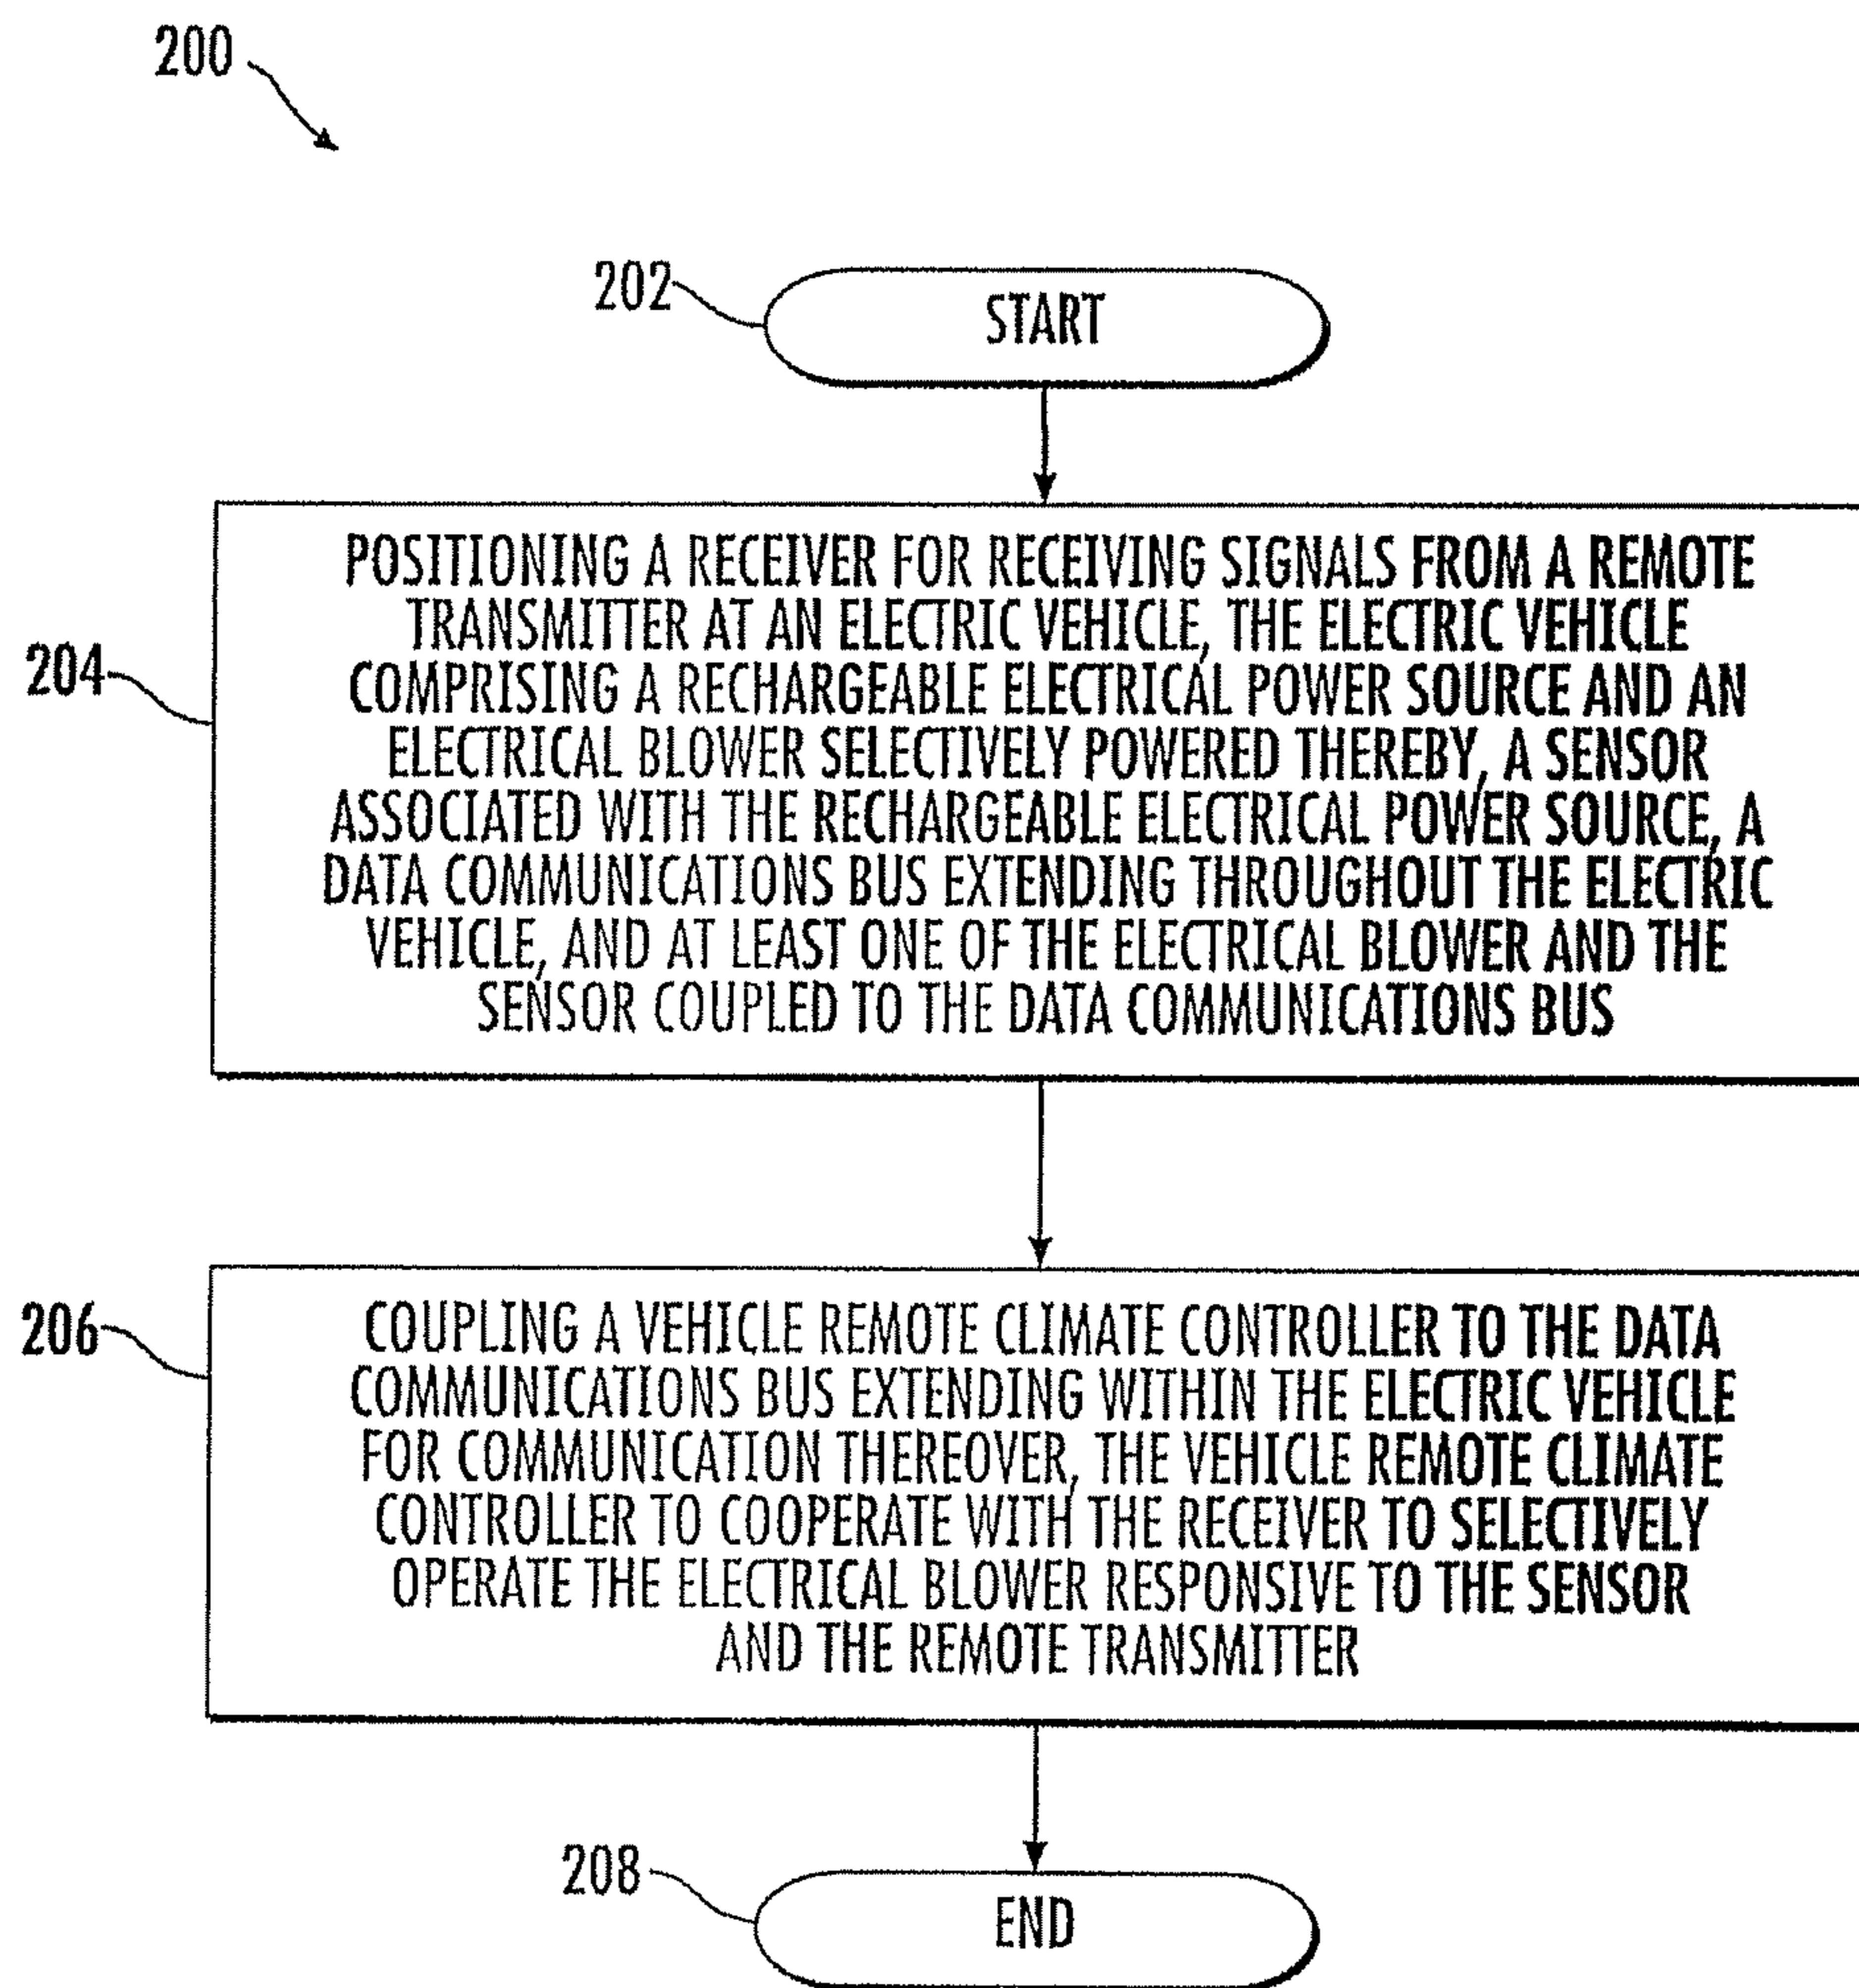 200
202
START
204
POSITIONING A RECEIVER FOR RECEIVING SIGNALS FROM A REMOTE
TRANSMITTER AT AN ELECTRIC VEHICLE, THE ELECTRIC VEHICLE
COMPRISING A RECHARGEABLE ELECTRICAL POWER SOURCE AND AN
ELECTRICAL BLOWER SELECTIVELY POWERED THEREBY, A SENSOR
ASSOCIATED WITH THE RECHARGEABLE ELECTRICAL POWER SOURCE, A
DATA COMMUNICATIONS BUS EXTENDING THROUGHOUT THE ELECTRIC
VEHICLE, AND AT LEAST ONE OF THE ELECTRICAL BLOWER AND THE
SENSOR COUPLED TO THE DATA COMMUNICATIONS BUS
206
COUPLING A VEHICLE REMOTE CLIMATE CONTROLLER TO THE DATA
COMMUNICATIONS BUS EXTENDING WITHIN THE ELECTRIC VEHICLE
FOR COMMUNICATION THEREOVER, THE VEHICLE REMOTE CLIMATE
CONTROLLER TO COOPERATE WITH THE RECEIVER TO SELECTIVELY
OPERATE THE ELECTRICAL BLOWER RESPONSIVE TO THE SENSOR
AND THE REMOTE TRANSMITTER
208
END